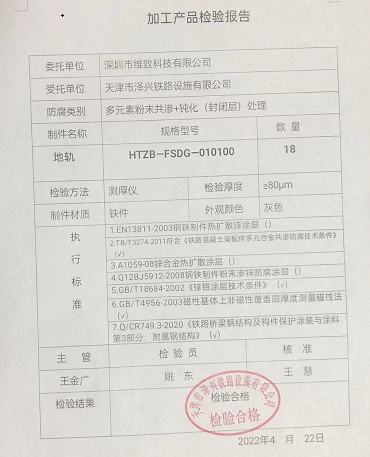 加工产品检验报告
委托单位 深圳市维致科技有限公司
受托单位 天津市泽兴铁路设施有限公司
防腐类别 多元素粉末共渗+钝化（封闭层）处理
制件名称 规格型号 数 量
地轨 HTZB—FSDG—010100 18
检验方法 测厚仪 检验厚度 ≥80μm
制件材质 铁件 外观颜色 灰色
执行标准
1.EN13811-2003钢铁制件热扩散锌涂层（）
2.TB/T3274-2011符合《铁路混凝土梁配件多元合金共渗防腐技术条件》
（√）
3.A1059-08锌合金热扩散涂层（）
4.Q12BJ5912-2008钢铁制件粉末渗锌防腐涂层（）
5.GB/T18684-2002《锌铬涂层技术条件》（√）
6.GB/T4956-2003磁性基体上非磁性覆盖层厚度测量磁性法
（√）
7.Q/CR749.3-2020《铁路桥梁钢结构及构件保护涂装与涂料
第3部分：附属钢结构》（√）
主 管 检 验 员 核 准
王金广 姚 东 王 慧
检验结果 检验合格
天津市泽兴铁路设施有限公司
检验合格
2022年4 月 22日